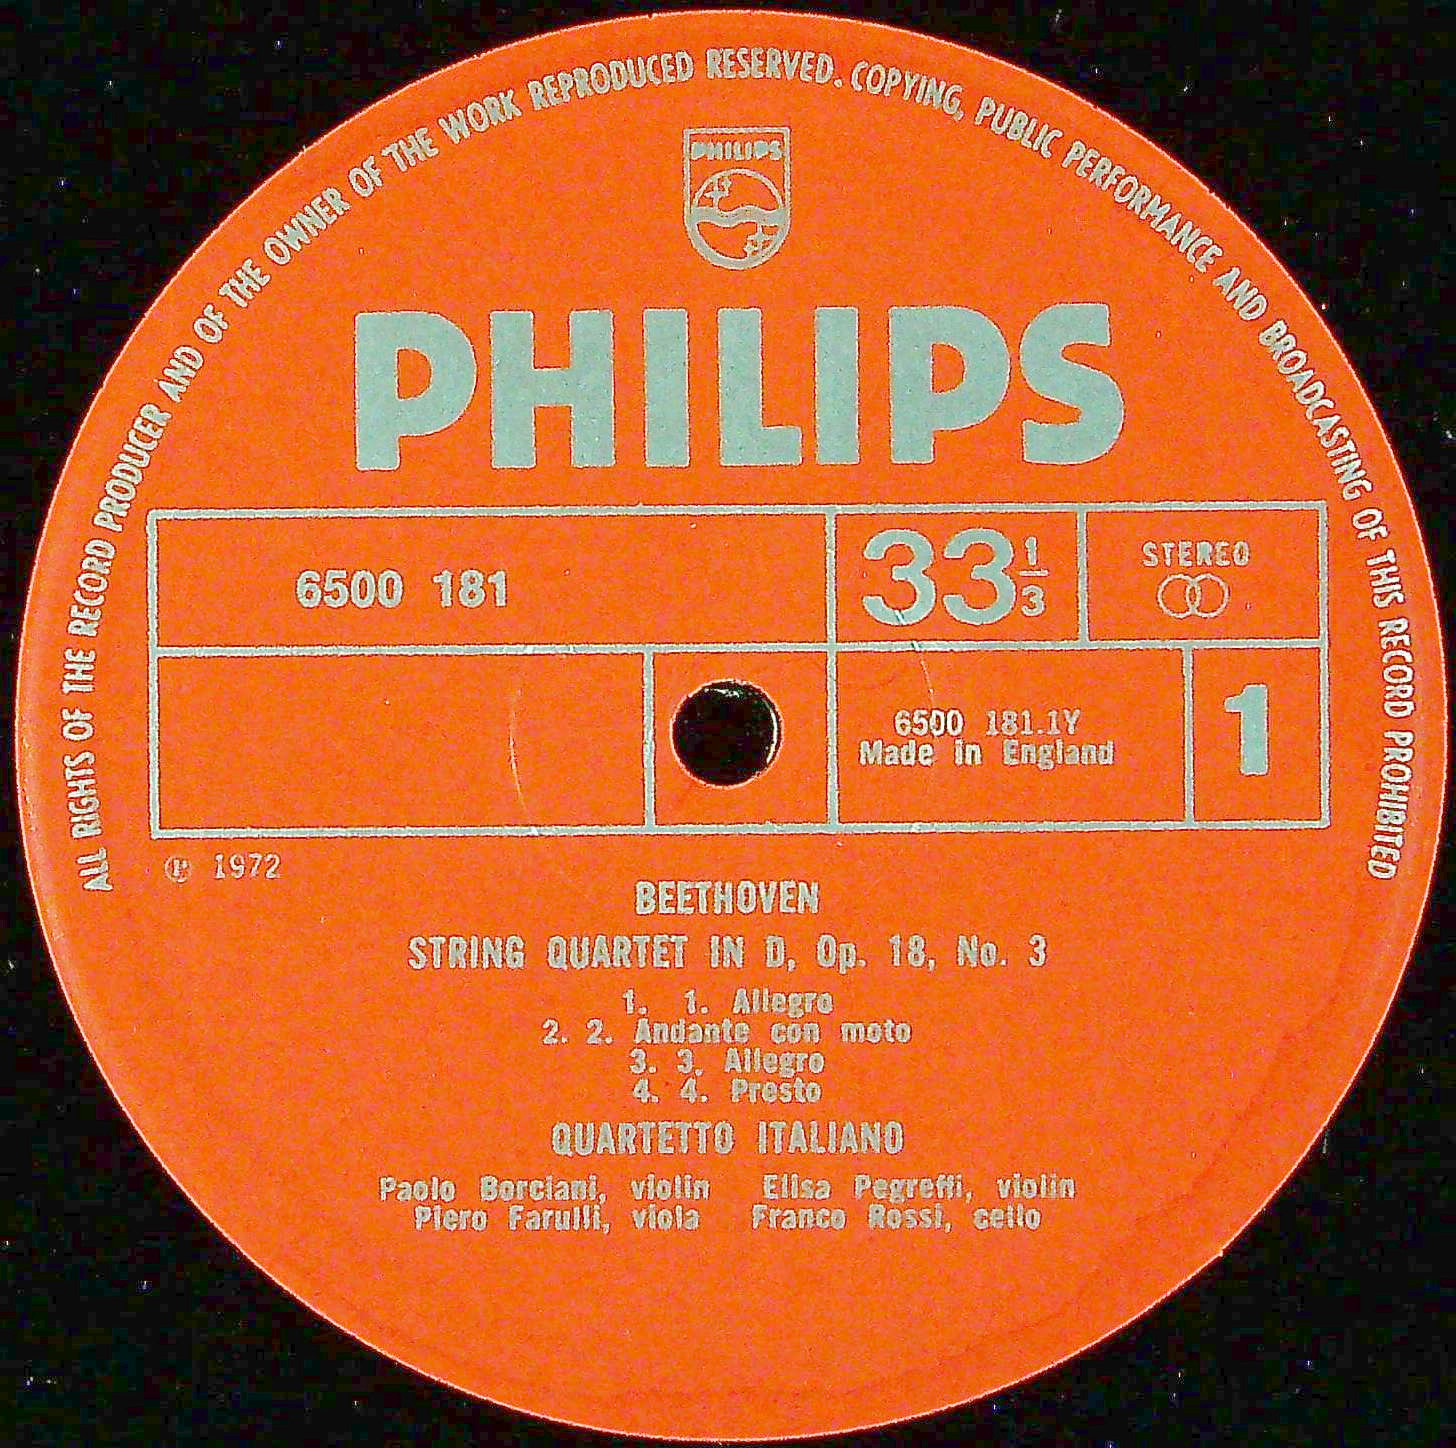 ALL RIGHTS OF THE RECORD PRODUCER AND OF THE OWNER OF THE WORK REPRODUCED RESERVED. COPYING, PUBLIC PERFORMANCE AND BROADCASTING OF THIS RECORD PROHIBITED
PHILIPS
PHILIPS
6500 181
33 1/3
STEREO
6500 181.1Y
Made in England
1
℗ 1972
BEETHOVEN
STRING QUARTET IN D, Op. 18, No. 3
1. 1. Allegro
2. 2. Andante con moto
3. 3. Allegro
4. 4. Presto
QUARTETTO ITALIANO
Paolo Borciani, violin Elisa Pegreffi, violin
Piero Farulli, viola Franco Rossi, cello